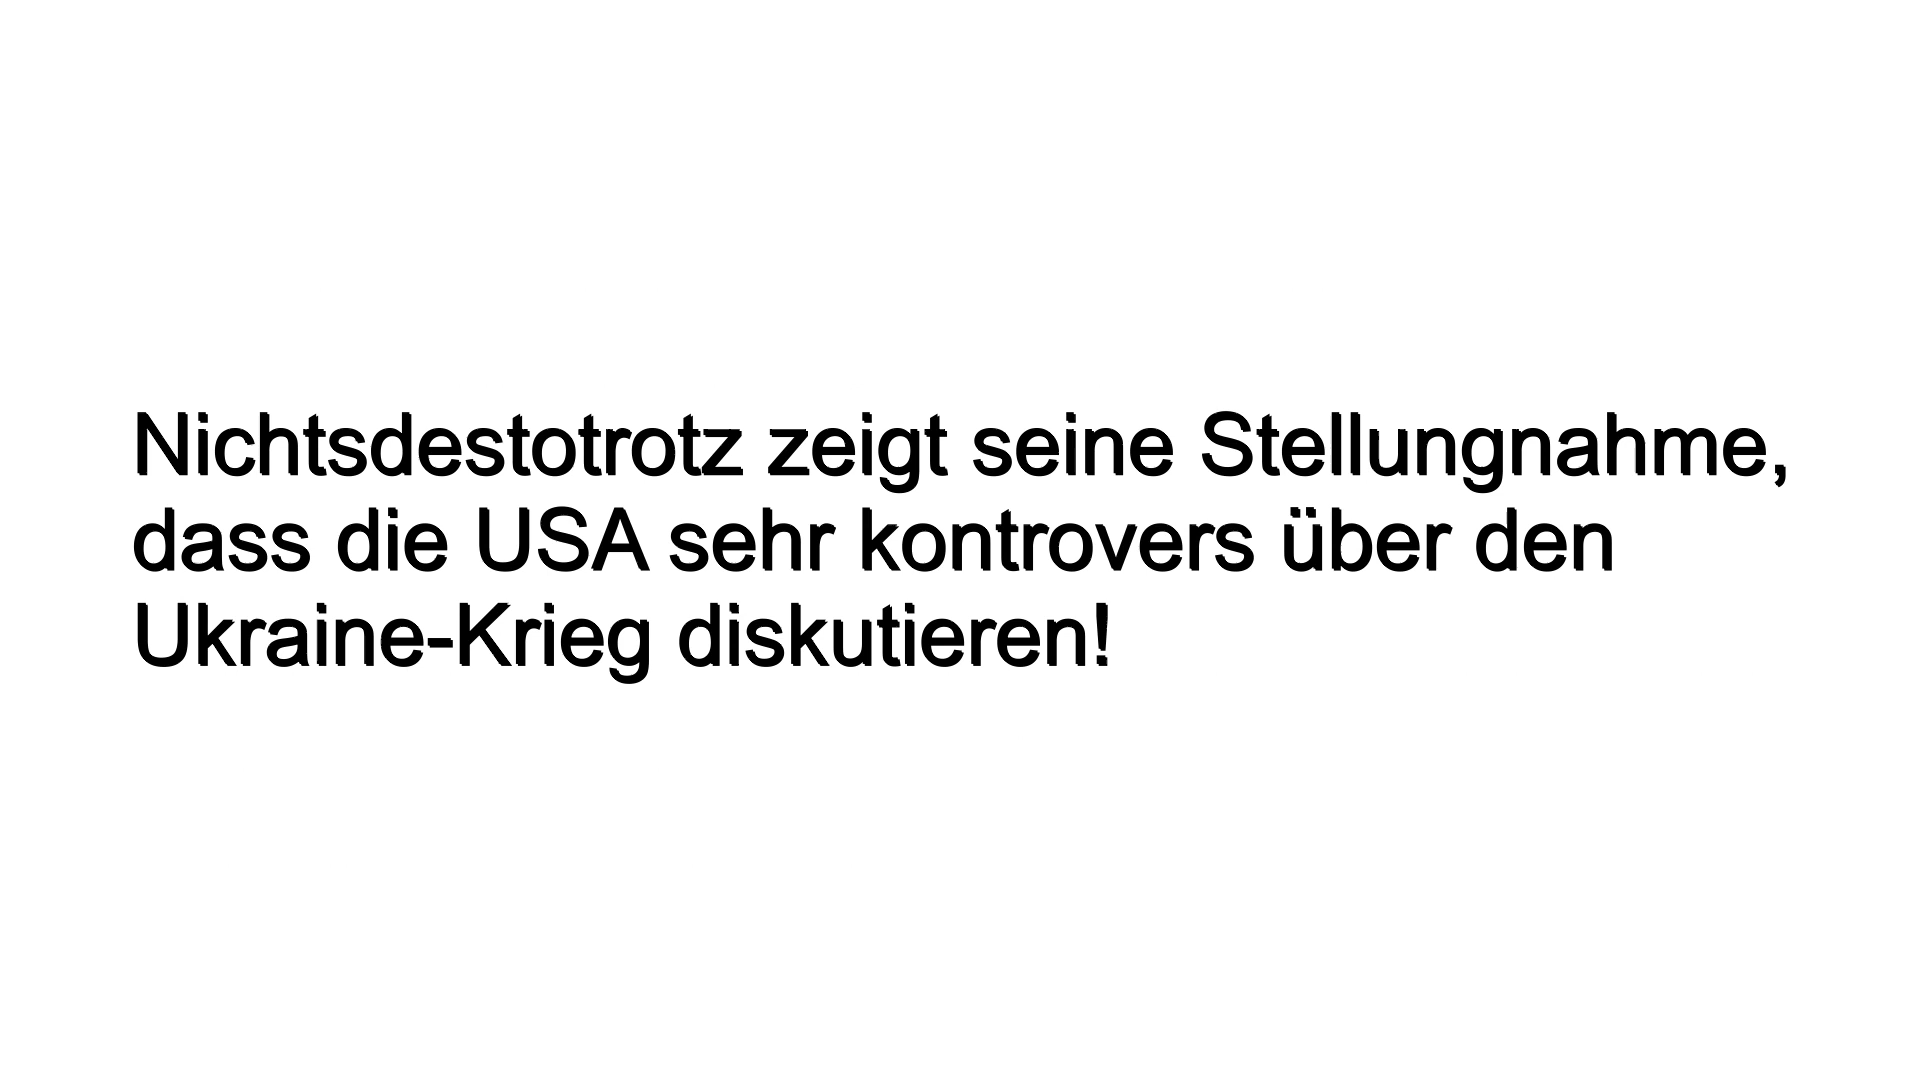 Nichtsdestotrotz zeigt seine Stellungnahme,
dass die USA sehr kontrovers über den
Ukraine-Krieg diskutieren!